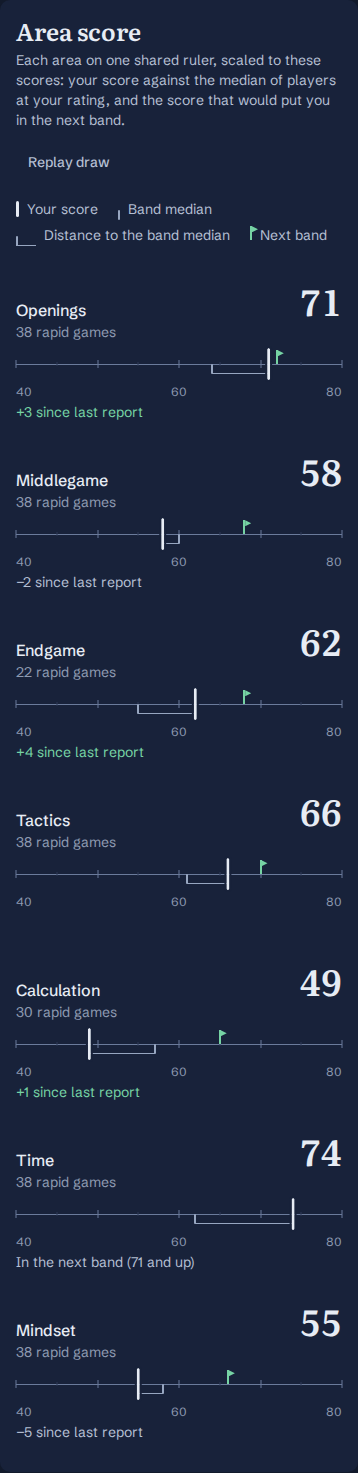 Area score
Each area on one shared ruler, scaled to these
scores: your score against the median of players
at your rating, and the score that would put you
in the next band.
Replay draw
Your score Band median
Distance to the band median Next band
Openings 71
38 rapid games
40 60 80
+3 since last report
Middlegame 58
38 rapid games
40 60 80
−2 since last report
Endgame 62
22 rapid games
40 60 80
+4 since last report
Tactics 66
38 rapid games
40 60 80
Calculation 49
30 rapid games
40 60 80
+1 since last report
Time 74
38 rapid games
40 60 80
In the next band (71 and up)
Mindset 55
38 rapid games
40 60 80
−5 since last report